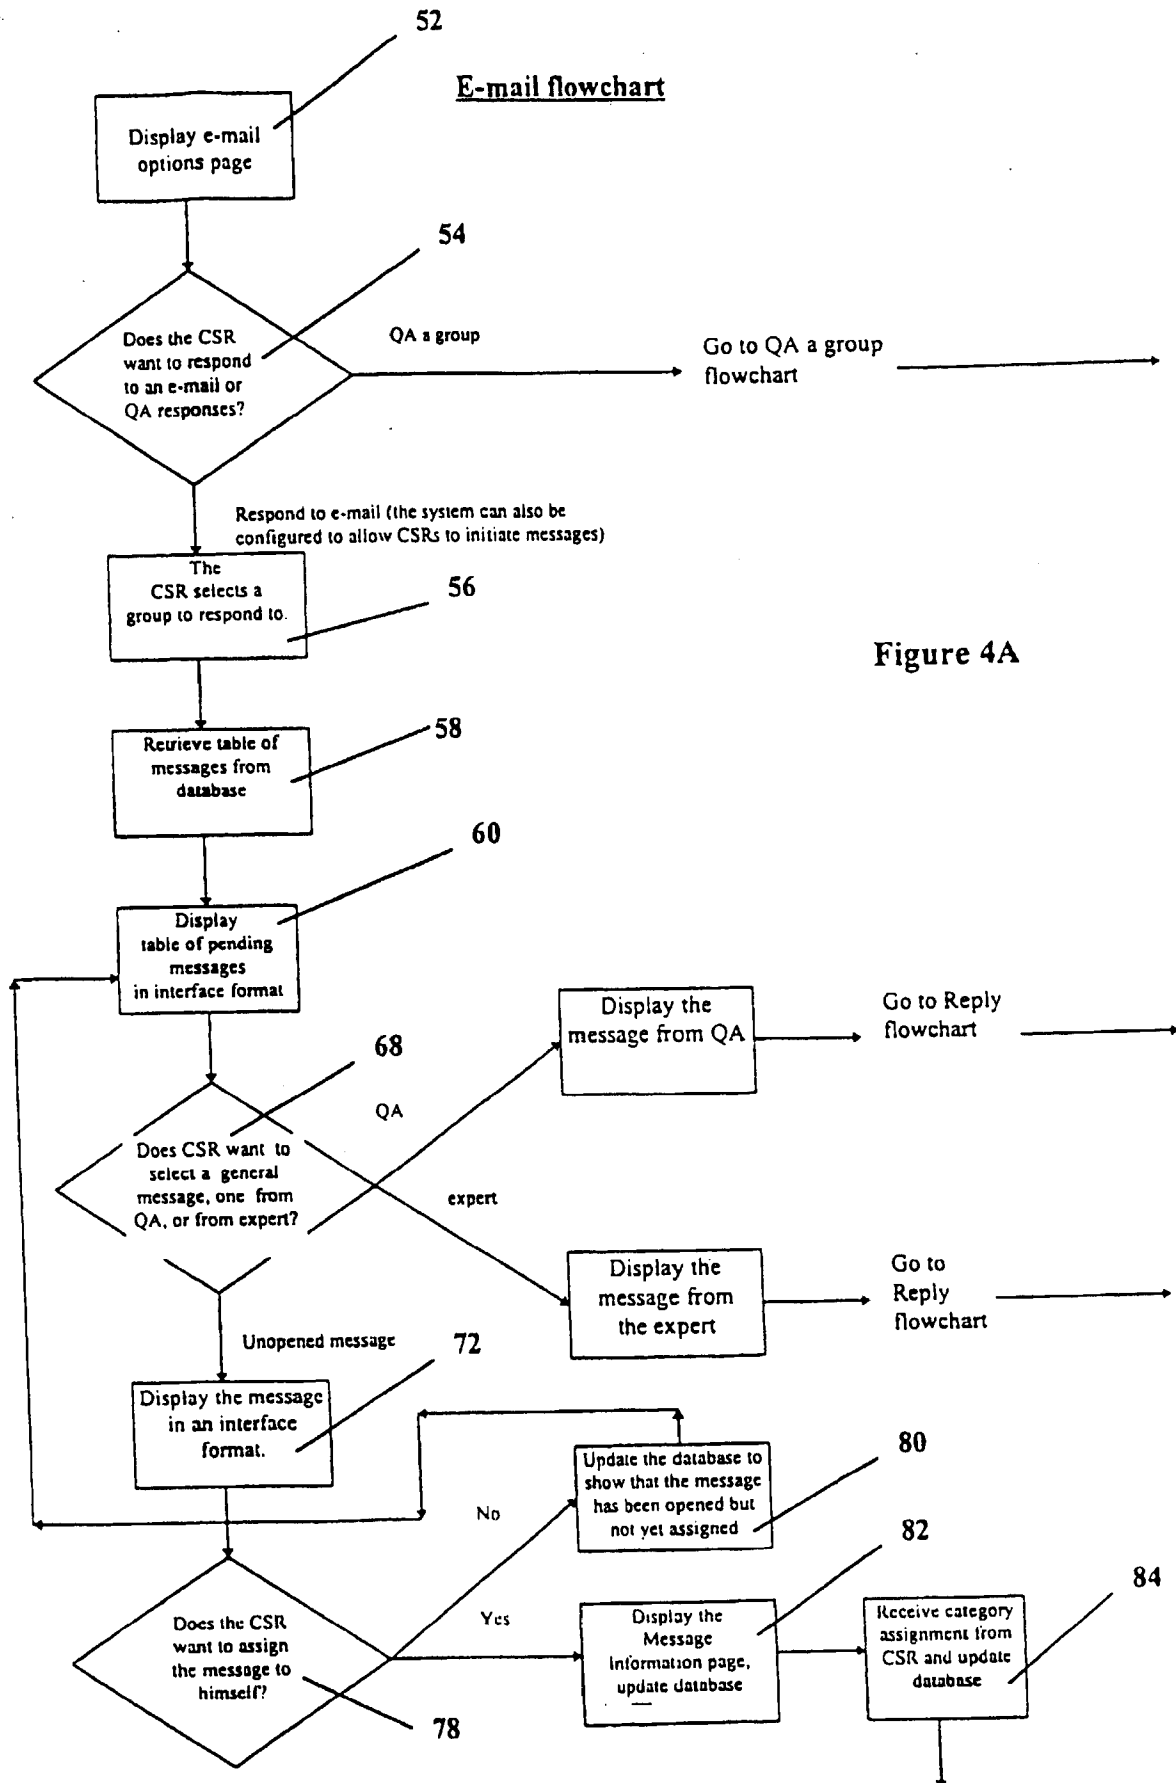 52
E-mail flowchart
Display e-mail
options page
54
Does the CSR
want to respond
to an e-mail or
QA responses?
QA a group
Go to QA a group
flowchart
Respond to e-mail (the system can also be
configured to allow CSRs to initiate messages)
The
CSR selects a
group to respond to.
56
Figure 4A
58
Retrieve table of
messages from
database
60
Display
table of pending
messages
in interface format
Display the
message from QA
Go to Reply
flowchart
68
QA
Does CSR want to
select a general
message, one from
QA, or from expert?
expert
Display the
message from
the expert
Go to
Reply
flowchart
Unopened message
72
Display the message
in an interface
format.
80
Update the database to
show that the message
has been opened but
not yet assigned
No
82
84
Does the CSR
want to assign
the message to
himself?
Yes
Display the
Message
Information page,
update database
Receive category
assignment from
CSR and update
database
78